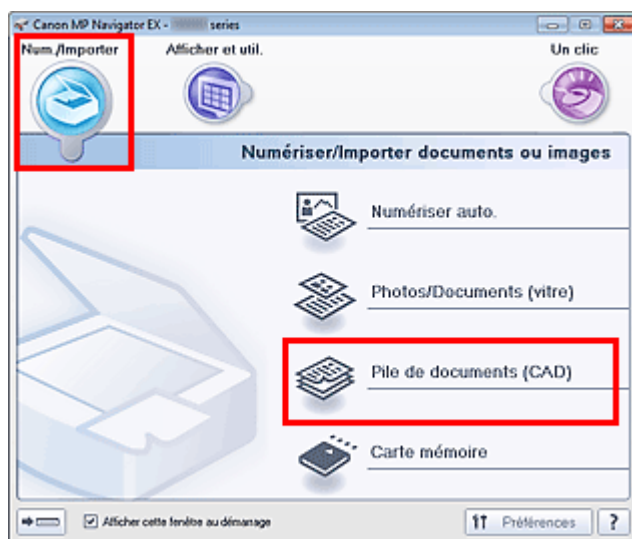 Canon MP Navigator EX - series
Num./Importer
Afficher et util.
Un clic
Numériser/Importer documents ou images
Numériser auto.
Photos/Documents (vitre)
Pile de documents (CAD)
Carte mémoire
Afficher cette fenêtre au démarrage
Préférences
?